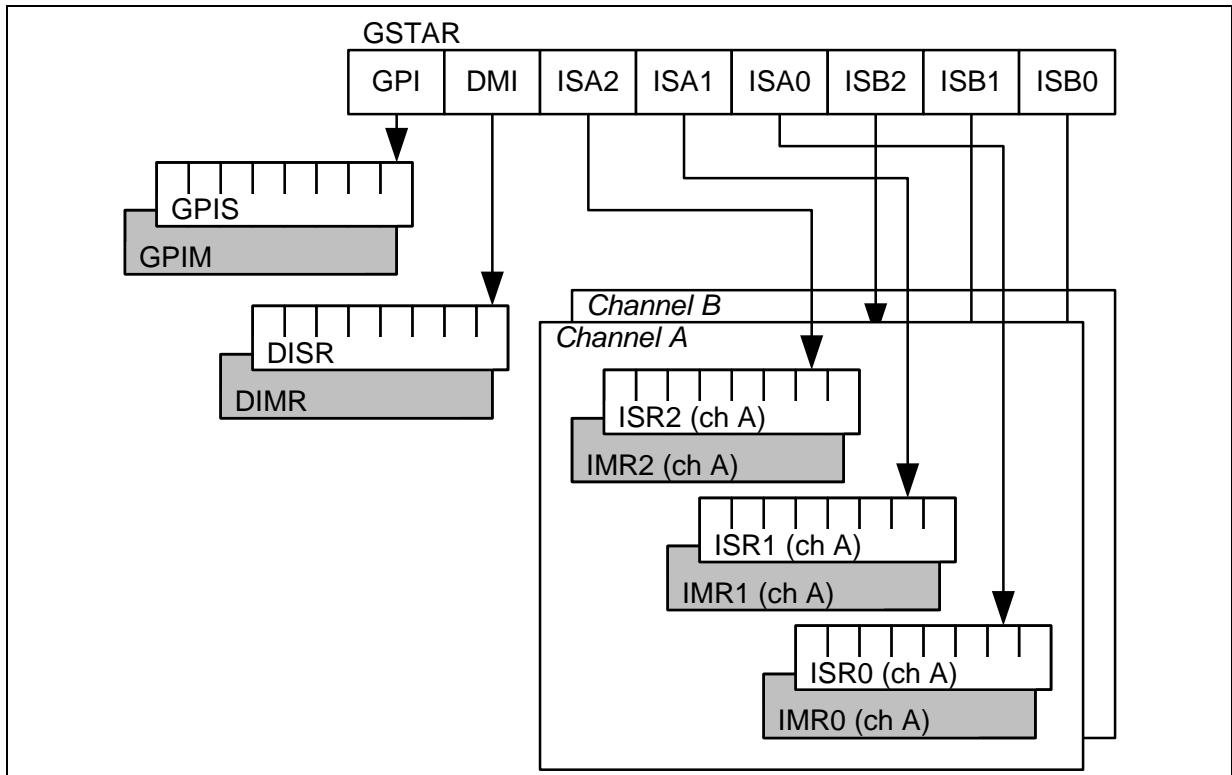 GSTAR
GPI DMI ISA2 ISA1 ISA0 ISB2 ISB1 ISB0
GPIS
GPIM
DISR
DIMR
Channel B
Channel A
ISR2 (ch A)
IMR2 (ch A)
ISR1 (ch A)
IMR1 (ch A)
ISR0 (ch A)
IMR0 (ch A)